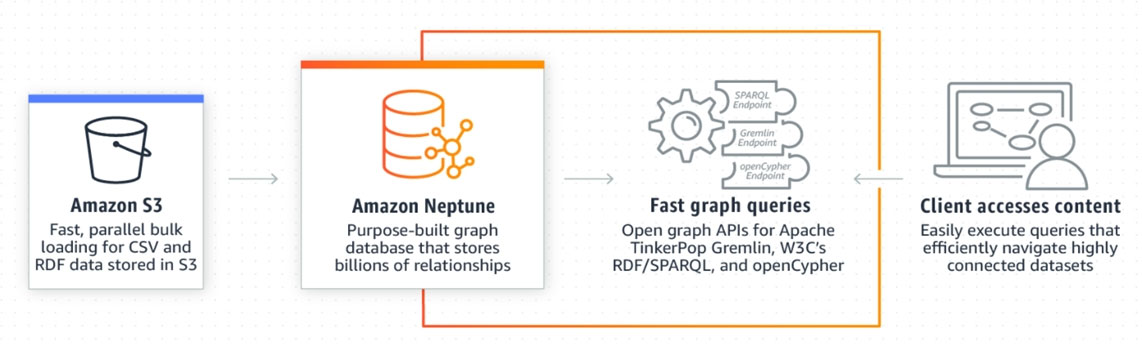 Amazon S3
Fast, parallel bulk
loading for CSV and
RDF data stored in S3
Amazon Neptune
Purpose-built graph
database that stores
billions of relationships
SPARQL
Endpoint
Gremlin
Endpoint
openCypher
Endpoint
Fast graph queries
Open graph APIs for Apache
TinkerPop Gremlin, W3C's
RDF/SPARQL, and openCypher
Client accesses content
Easily execute queries that
efficiently navigate highly
connected datasets